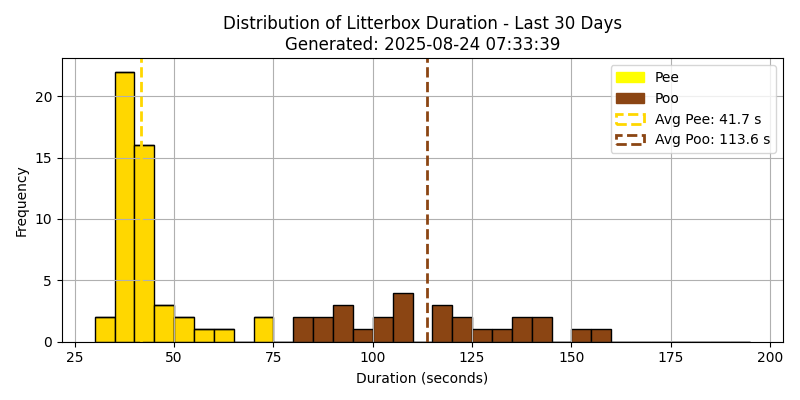 Distribution of Litterbox Duration - Last 30 Days
Generated: 2025-08-24 07:33:39
Pee
Poo
Avg Pee: 41.7 s
Avg Poo: 113.6 s
Frequency
20
15
10
5
0
25 50 75 100 125 150 175 200
Duration (seconds)